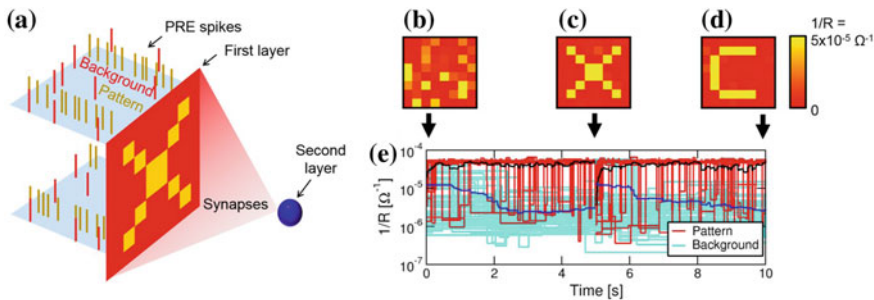 (a)
PRE spikes
First layer
Background
Pattern
Second layer
Synapses
(b)
(c)
(d)
1/R =
5x10⁻⁵ Ω⁻¹
0
(e)
10⁻⁴
10⁻⁵
10⁻⁶
10⁻⁷
1/R [Ω⁻¹]
Pattern
Background
0 2 4 6 8 10
Time [s]